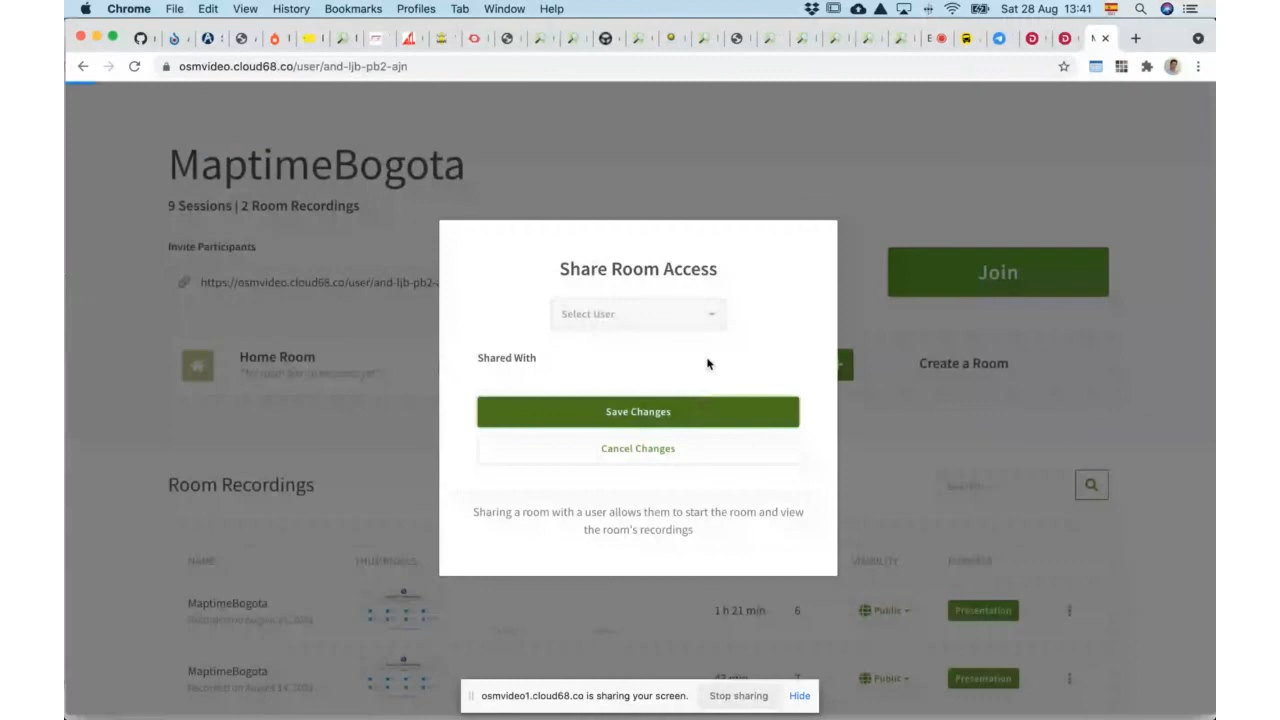 Chrome File Edit View History Bookmarks Profiles Tab Window Help Sat 28 Aug 13:41
osmvideo.cloud68.co/user/and-ljb-pb2-ajn
MaptimeBogota
9 Sessions | 2 Room Recordings
Invite Participants
https://osmvideo.cloud68.co/user/and-ljb-pb2-
Join
Share Room Access
Select User
Shared With
Home Room
Create a Room
Save Changes
Cancel Changes
Room Recordings
Sharing a room with a user allows them to start the room and view
the room's recordings
NAME THUMBNAILS VISIBILITY FORMATS
MaptimeBogota 1 h 21 min 6 Public Presentation
MaptimeBogota Public Presentation
osmvideo1.cloud68.co is sharing your screen. Stop sharing Hide